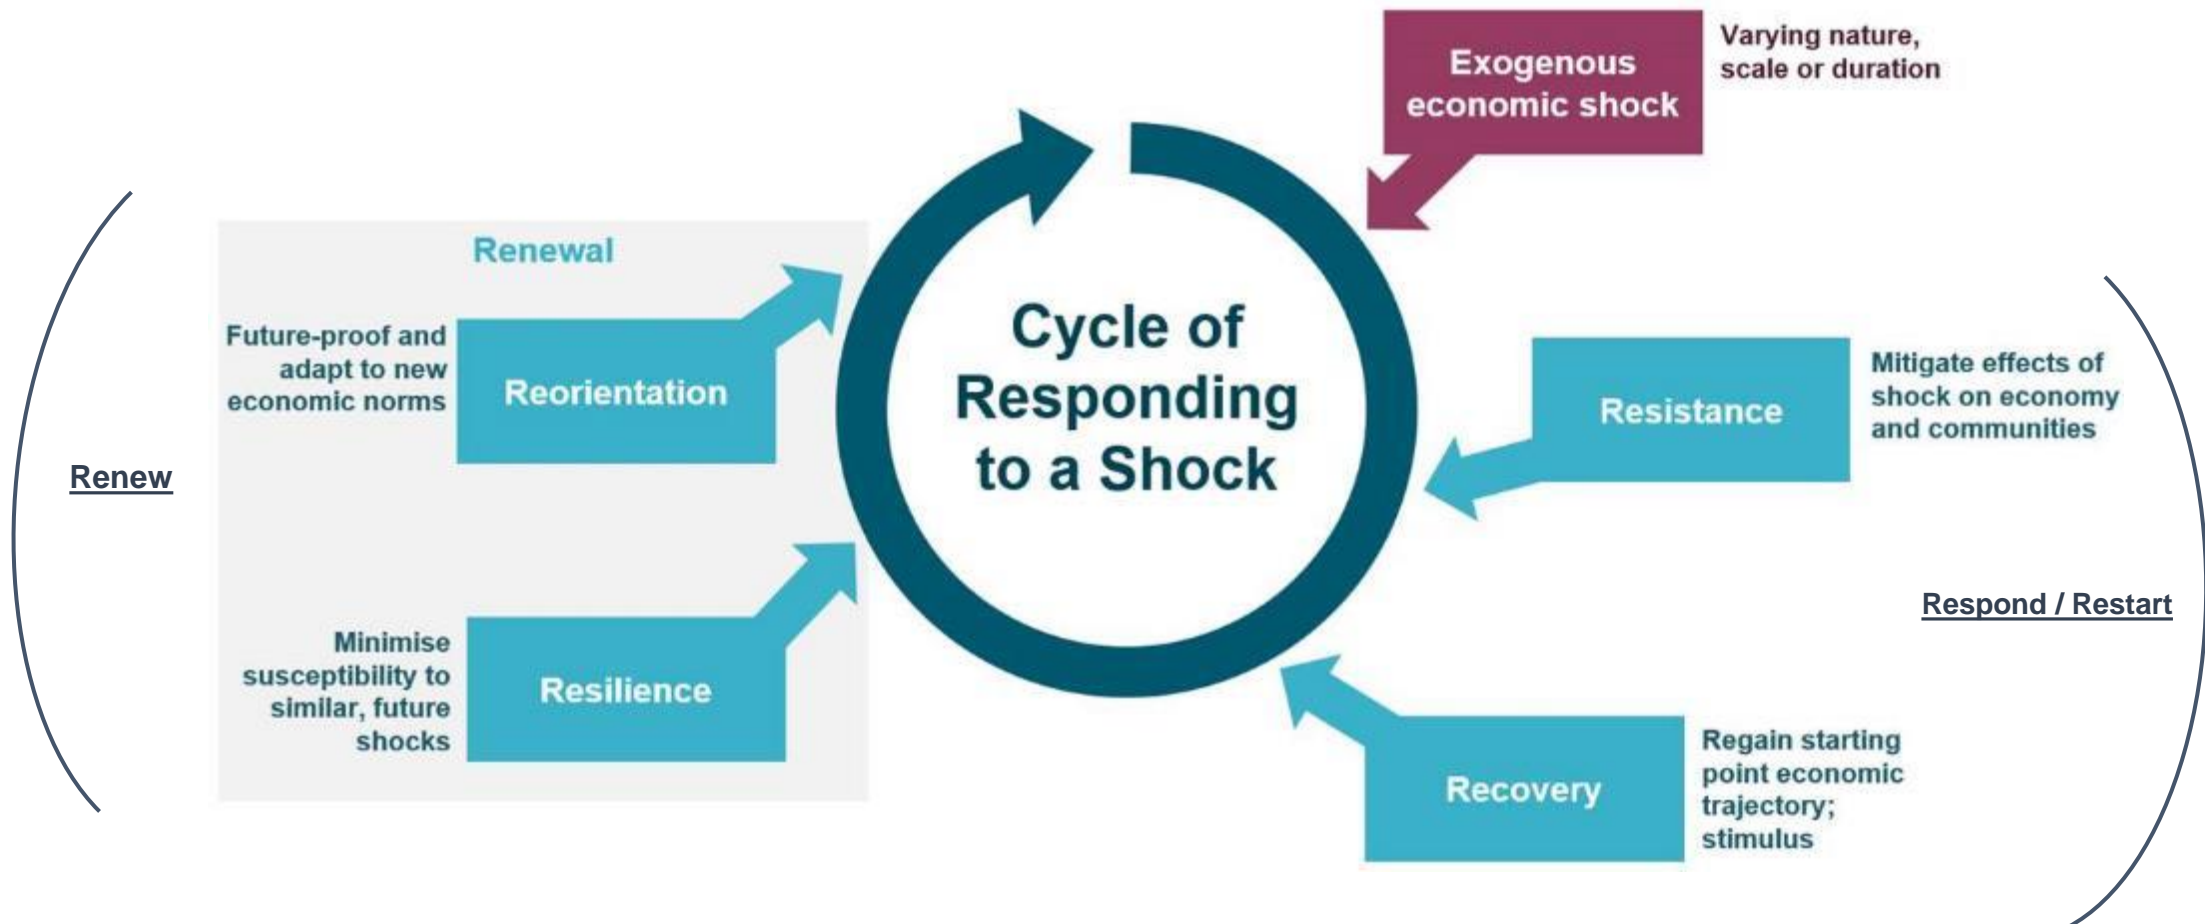 Exogenous
economic shock
Varying nature,
scale or duration
Renewal
Future-proof and
adapt to new
economic norms
Reorientation
Cycle of
Responding
to a Shock
Resistance
Mitigate effects of
shock on economy
and communities
Renew
Respond / Restart
Minimise
susceptibility to
similar, future
shocks
Resilience
Recovery
Regain starting
point economic
trajectory;
stimulus